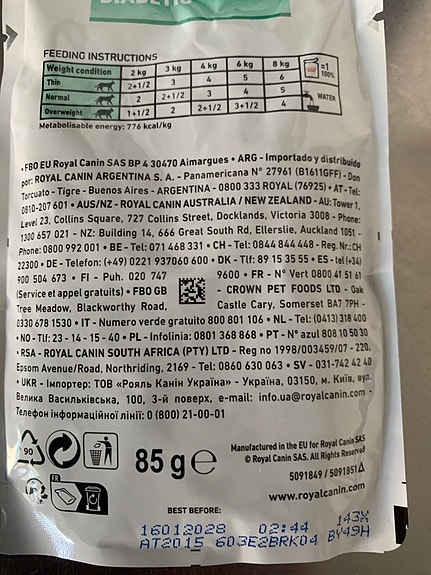 DIABETIC
FEEDING INSTRUCTIONS
Weight condition 2 kg 3 kg 4 kg 6 kg 8 kg
Thin 2+1/2 3 4 5 6
Normal 2 2+1/2 3 4 5
Overweight 1+1/2 2 2+1/2 3+1/2 4
=1 100%
WATER
Metabolisable energy: 776 kcal/kg
• FBO EU Royal Canin SAS BP 4 30470 Aimargues • ARG - Importado y distribuido
por: ROYAL CANIN ARGENTINA S. A. - Panamericana N° 27961 (B1611GFF) - Don
Torcuato - Tigre - Buenos Aires - ARGENTINA - 0800 333 ROYAL (76925) • AT - Tel:
0810-207 601 • AUS/NZ - ROYAL CANIN AUSTRALIA / NEW ZEALAND - AU: Tower 1,
Level 23, Collins Square, 727 Collins Street, Docklands, Victoria 3008 - Phone:
1300 657 021 - NZ: Building 14, 666 Great South Rd, Ellerslie, Auckland 1051 -
Phone: 0800 992 001 • BE - Tel: 071 468 331 • CH - Tel: 0844 844 448 - Reg. Nr.: CH
22300 • DE - Telefon: (+49) 0221 937060 600 • DK - Tlf: 89 15 35 55 - ES - tel (+34)
900 504 673 • FI - Puh. 020 747 9600 • FR - N° Vert 0800 41 51 61
(Service et appel gratuits) • FBO GB - CROWN PET FOODS LTD - Oak
Tree Meadow, Blackworthy Road, Castle Cary, Somerset BA7 7PH -
0330 678 1530 • IT - Numero verde gratuito 800 801 106 • NL - Tel: (0413) 318 400
• NO - Tlf: 23 - 14 - 15 - 40 • PL - Infolinia: 0801 368 868 • PT - N° azul 808 10 50 30
• RSA - ROYAL CANIN SOUTH AFRICA (PTY) LTD - Reg no 1998/003459/07 - 220,
Epsom Avenue/Road, Northriding, 2169 - Tel: 0860 630 063 • SV - 031-742 42 40
• UKR - Імпортер: ТОВ «Рояль Канін Україна» - Україна, 03150, м. Київ, вул.
Велика Васильківська, 100, 3-й поверх, e-mail: info.ua@royalcanin.com -
Телефон інформаційної лінії: 0 (800) 21-00-01
90
FR
85 g e
Manufactured in the EU for Royal Canin SAS
© Royal Canin SAS. All Rights Reserved
5091849 / 5091851
www.royalcanin.com
BEST BEFORE:
16012028 02:44 143X
AT2015 603E2BRK04 BY49H